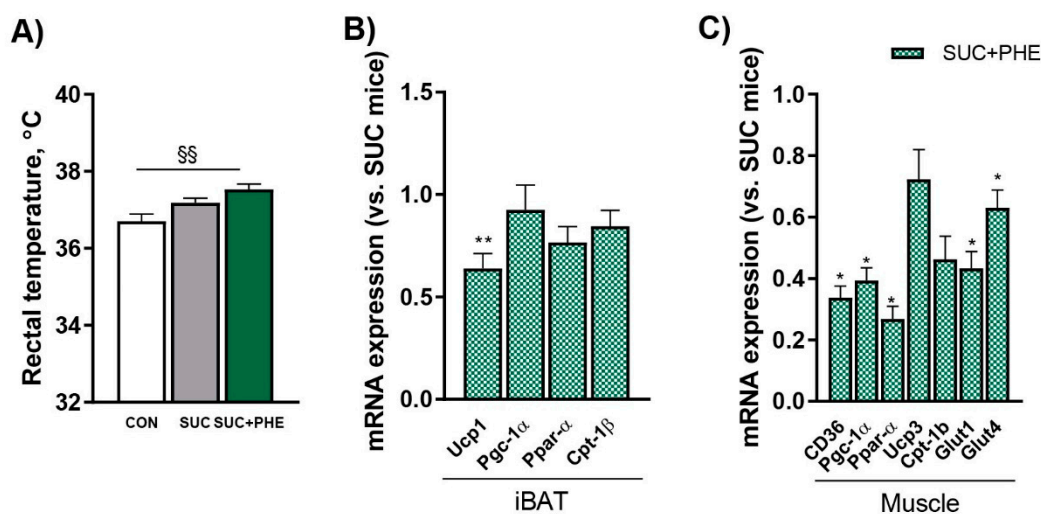 A)
Rectal temperature, °C
40
38
36
34
32
§§
CON SUC SUC+PHE
B)
mRNA expression (vs. SUC mice)
1.5
1.0
0.5
0.0
**
Ucp1
Pgc-1α
Ppar-α
Cpt-1β
iBAT
C)
SUC+PHE
mRNA expression (vs. SUC mice)
1.0
0.8
0.6
0.4
0.2
0.0
*
*
*
*
*
CD36
Pgc-1α
Ppar-α
Ucp3
Cpt-1b
Glut1
Glut4
Muscle